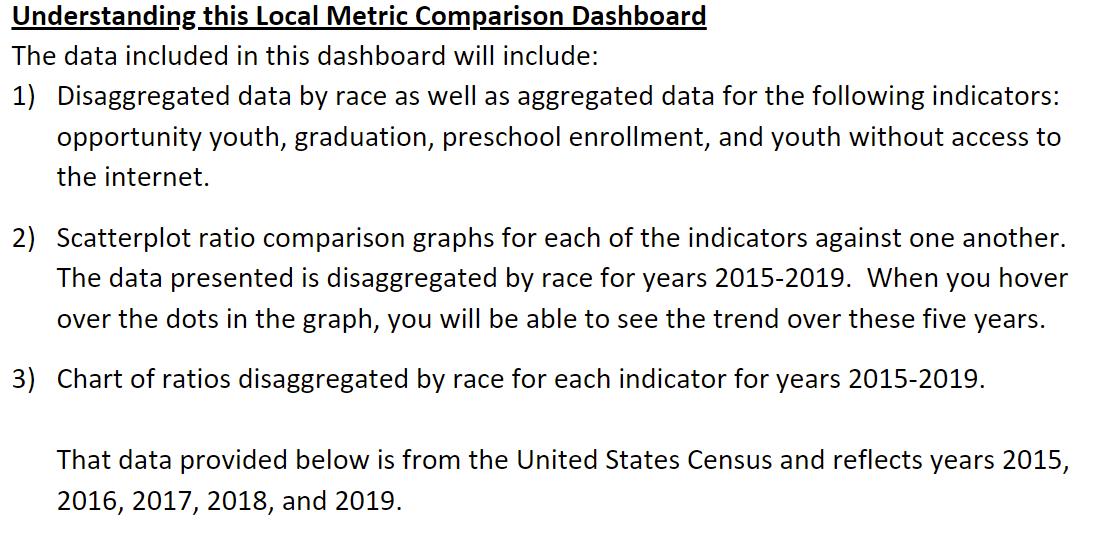 Understanding this Local Metric Comparison Dashboard
The data included in this dashboard will include:
1) Disaggregated data by race as well as aggregated data for the following indicators:
opportunity youth, graduation, preschool enrollment, and youth without access to
the internet.
2) Scatterplot ratio comparison graphs for each of the indicators against one another.
The data presented is disaggregated by race for years 2015-2019.  When you hover
over the dots in the graph, you will be able to see the trend over these five years.
3) Chart of ratios disaggregated by race for each indicator for years 2015-2019.
That data provided below is from the United States Census and reflects years 2015,
2016, 2017, 2018, and 2019.